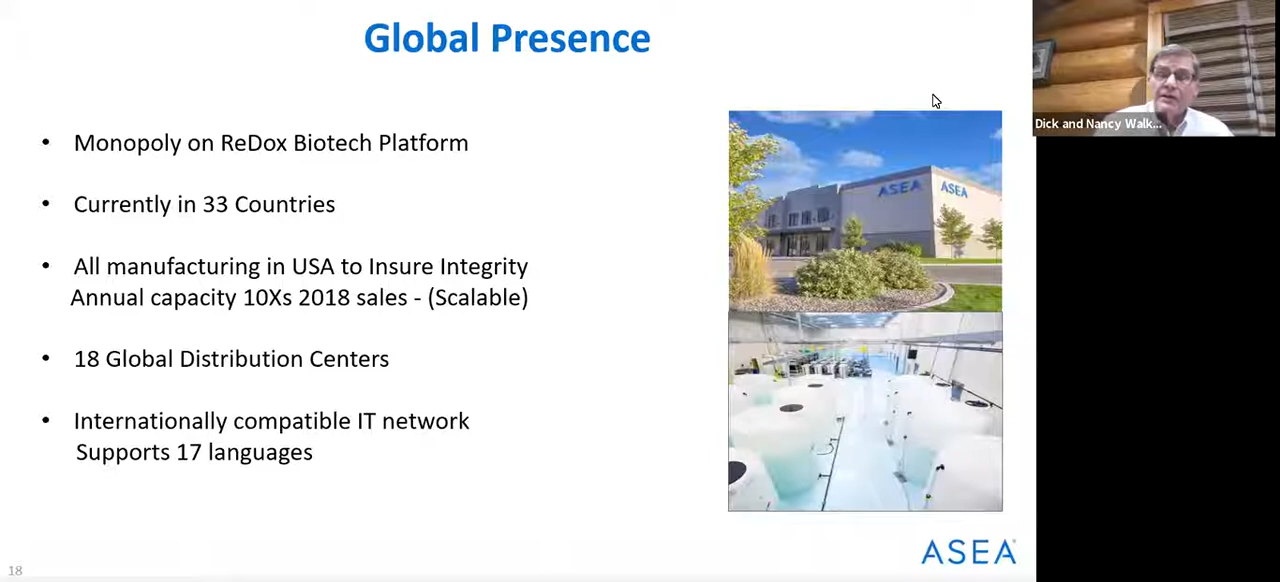 Global Presence
Dick and Nancy Walk...
• Monopoly on ReDox Biotech Platform
• Currently in 33 Countries
• All manufacturing in USA to Insure Integrity
Annual capacity 10Xs 2018 sales - (Scalable)
• 18 Global Distribution Centers
• Internationally compatible IT network
Supports 17 languages
ASEA ASEA
ASEA
18